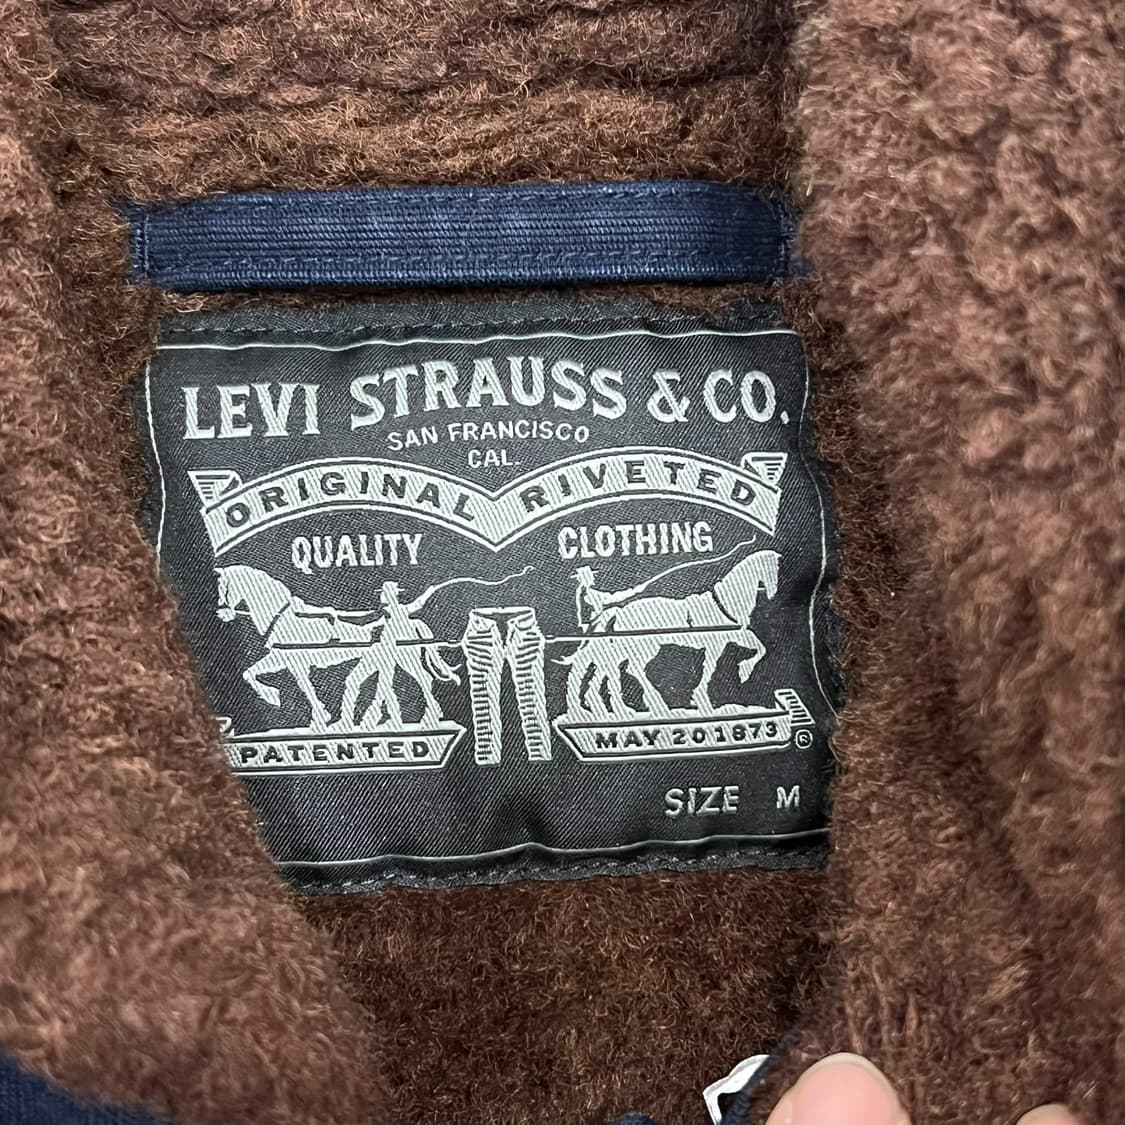 LEVI STRAUSS & CO.
SAN FRANCISCO
CAL.
ORIGINAL RIVETED
QUALITY CLOTHING
PATENTED MAY 20 1873 ®
SIZE M